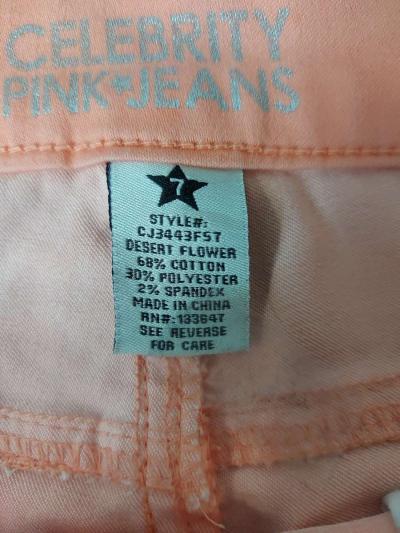 CELEBRITY
PINK*JEANS
7
STYLE#:
CJ3443F57
DESERT FLOWER
68% COTTON
30% POLYESTER
2% SPANDEX
MADE IN CHINA
RN#:133647
SEE REVERSE
FOR CARE